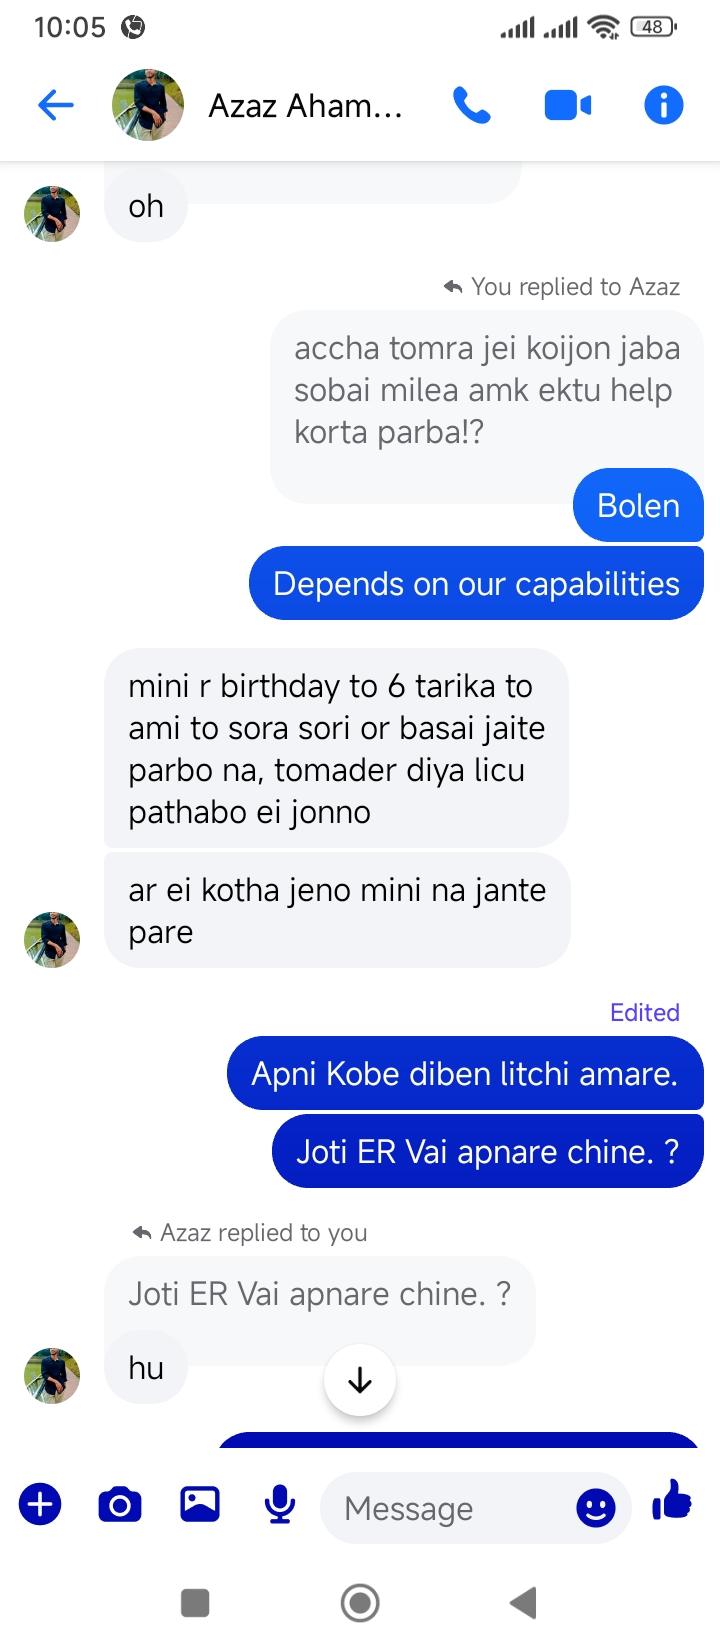 10:05
48
Azaz Aham...
oh
You replied to Azaz
accha tomra jei koijon jaba
sobai milea amk ektu help
korta parba!?
Bolen
Depends on our capabilities
mini r birthday to 6 tarika to
ami to sora sori or basai jaite
parbo na, tomader diya licu
pathabo ei jonno
ar ei kotha jeno mini na jante
pare
Edited
Apni Kobe diben litchi amare.
Joti ER Vai apnare chine. ?
Azaz replied to you
Joti ER Vai apnare chine. ?
hu
Message